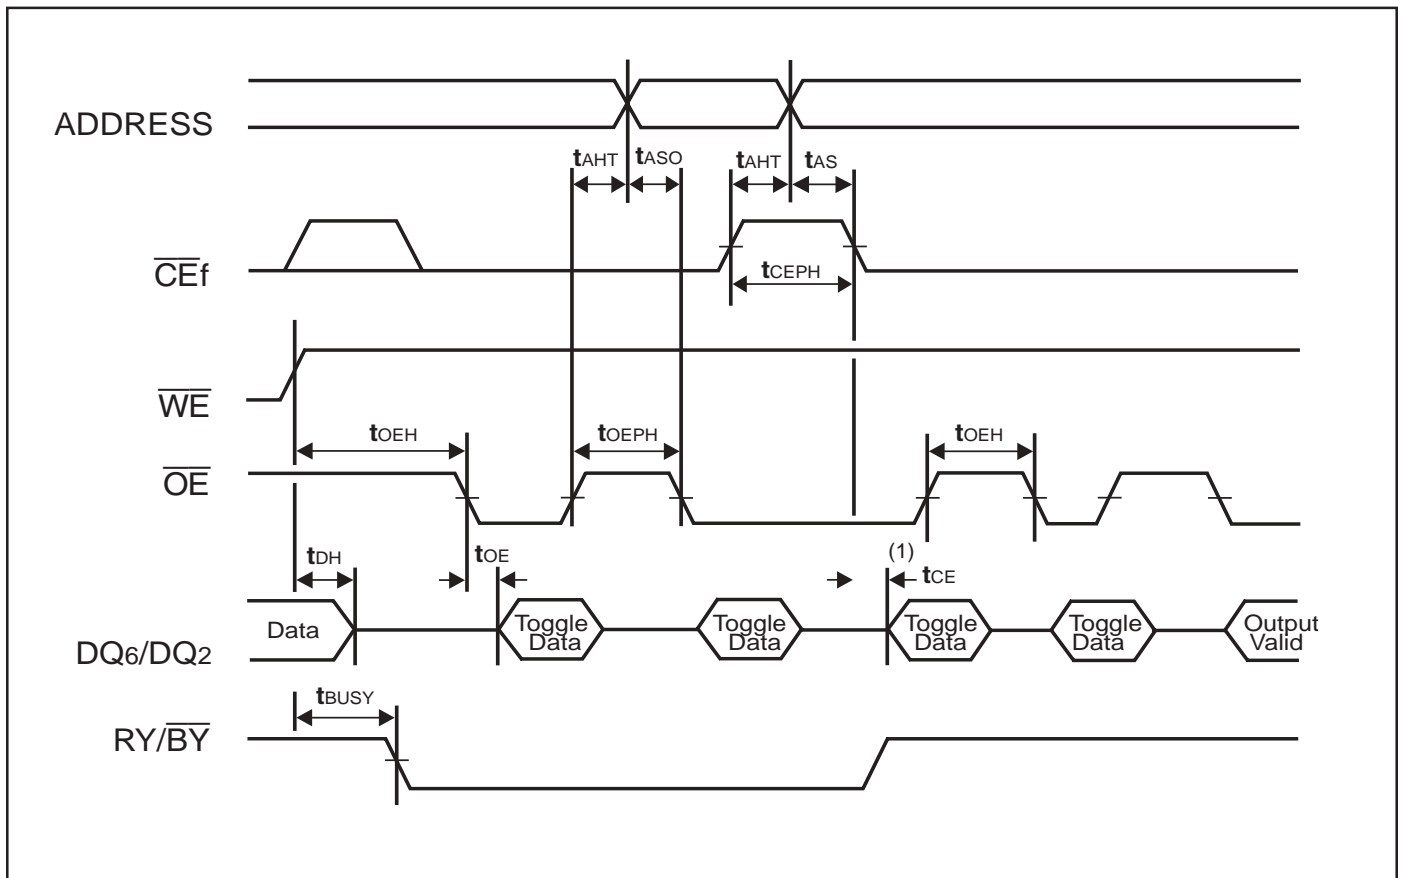 ADDRESS
tAHT tASO tAHT tAS
CEf
tCEPH
WE
tOEH tOEPH tOEH
OE
(1)
tDH tOE tCE
Data Toggle Data Toggle Data Toggle Data Toggle Data Output Valid
DQ6/DQ2
tBUSY
RY/BY